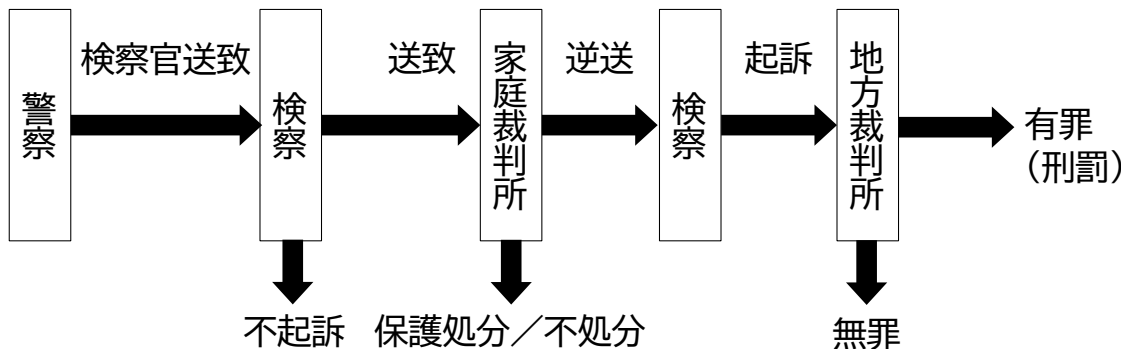 警察
検察官送致
検察
送致
家庭裁判所
逆送
検察
起訴
地方裁判所
有罪
（刑罰）
不起訴
保護処分／不処分
無罪